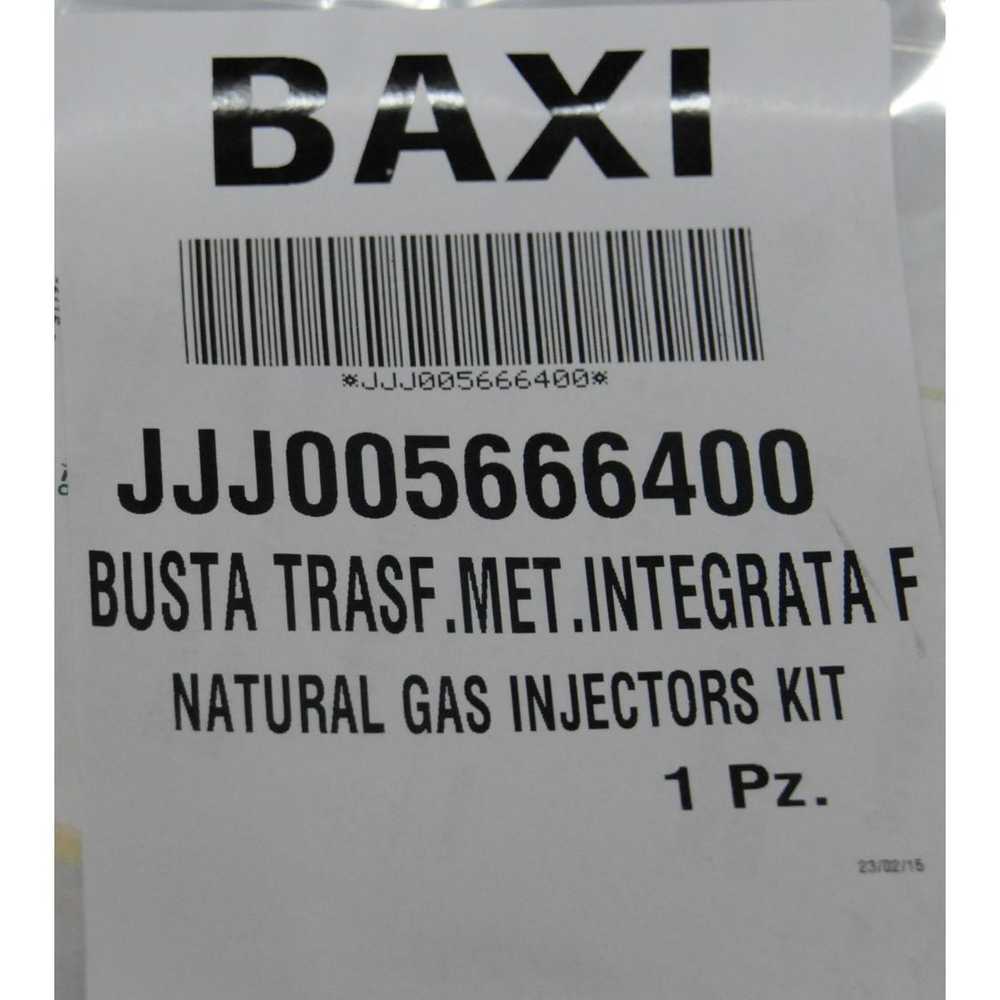 BAXI
*JJJ005666400*
JJJ005666400
BUSTA TRASF.MET.INTEGRATA F
NATURAL GAS INJECTORS KIT
1 Pz.
23/02/15